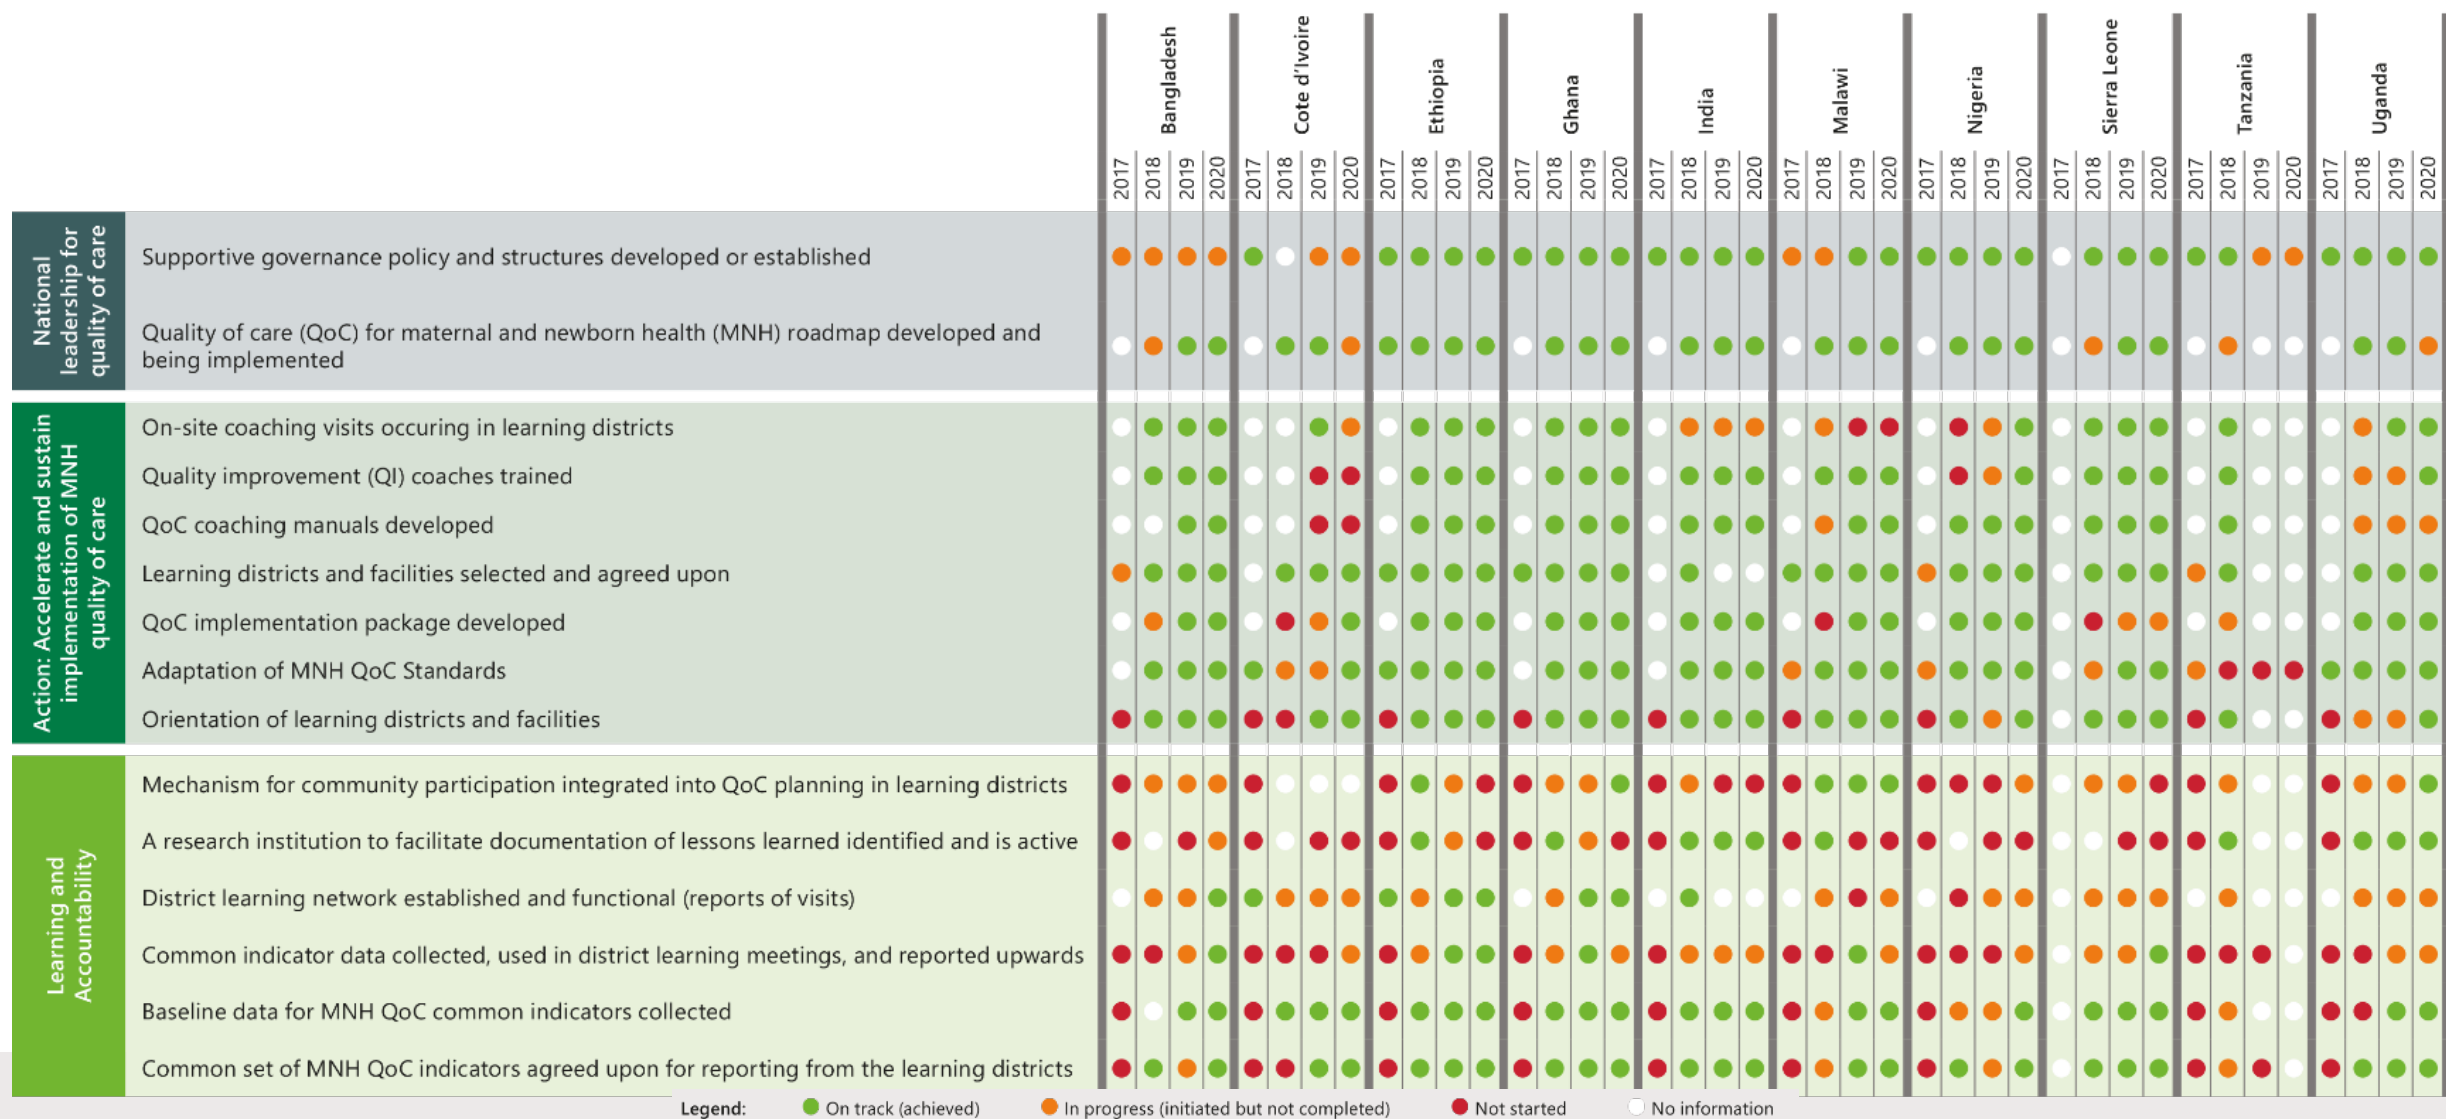 Bangladesh
Cote d'Ivoire
Ethiopia
Ghana
India
Malawi
Nigeria
Sierra Leone
Tanzania
Uganda
2017 2018 2019 2020 2017 2018 2019 2020 2017 2018 2019 2020 2017 2018 2019 2020 2017 2018 2019 2020 2017 2018 2019 2020 2017 2018 2019 2020 2017 2018 2019 2020 2017 2018 2019 2020 2017 2018 2019 2020
National
leadership for
quality of care
Supportive governance policy and structures developed or established
Quality of care (QoC) for maternal and newborn health (MNH) roadmap developed and
being implemented
Action: Accelerate and sustain
implementation of MNH
quality of care
On-site coaching visits occuring in learning districts
Quality improvement (QI) coaches trained
QoC coaching manuals developed
Learning districts and facilities selected and agreed upon
QoC implementation package developed
Adaptation of MNH QoC Standards
Orientation of learning districts and facilities
Learning and
Accountability
Mechanism for community participation integrated into QoC planning in learning districts
A research institution to facilitate documentation of lessons learned identified and is active
District learning network established and functional (reports of visits)
Common indicator data collected, used in district learning meetings, and reported upwards
Baseline data for MNH QoC common indicators collected
Common set of MNH QoC indicators agreed upon for reporting from the learning districts
Legend: On track (achieved) In progress (initiated but not completed) Not started No information